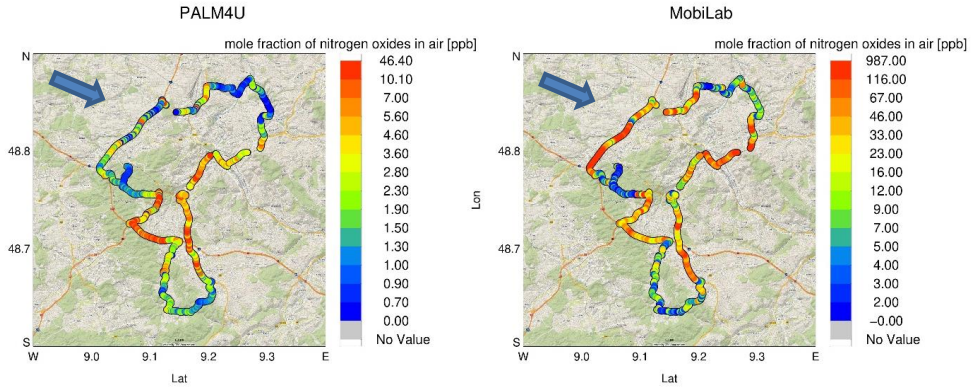 PALM4U
mole fraction of nitrogen oxides in air [ppb]
N
46.40
10.10
7.00
5.60
4.60
3.60
2.80
2.30
1.90
1.50
1.30
1.00
0.90
0.70
0.00
No Value
48.8
48.7
S
W 9.0 9.1 9.2 9.3 E
Lat
MobiLab
mole fraction of nitrogen oxides in air [ppb]
N
987.00
116.00
67.00
46.00
33.00
23.00
16.00
12.00
9.00
7.00
5.00
4.00
3.00
2.00
−0.00
No Value
Lon
48.8
48.7
S
W 9.0 9.1 9.2 9.3 E
Lat